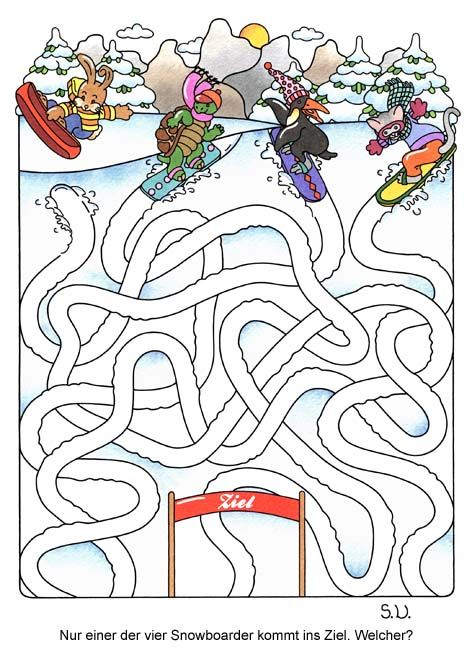 Ziel
S.V.
Nur einer der vier Snowboarder kommt ins Ziel. Welcher?